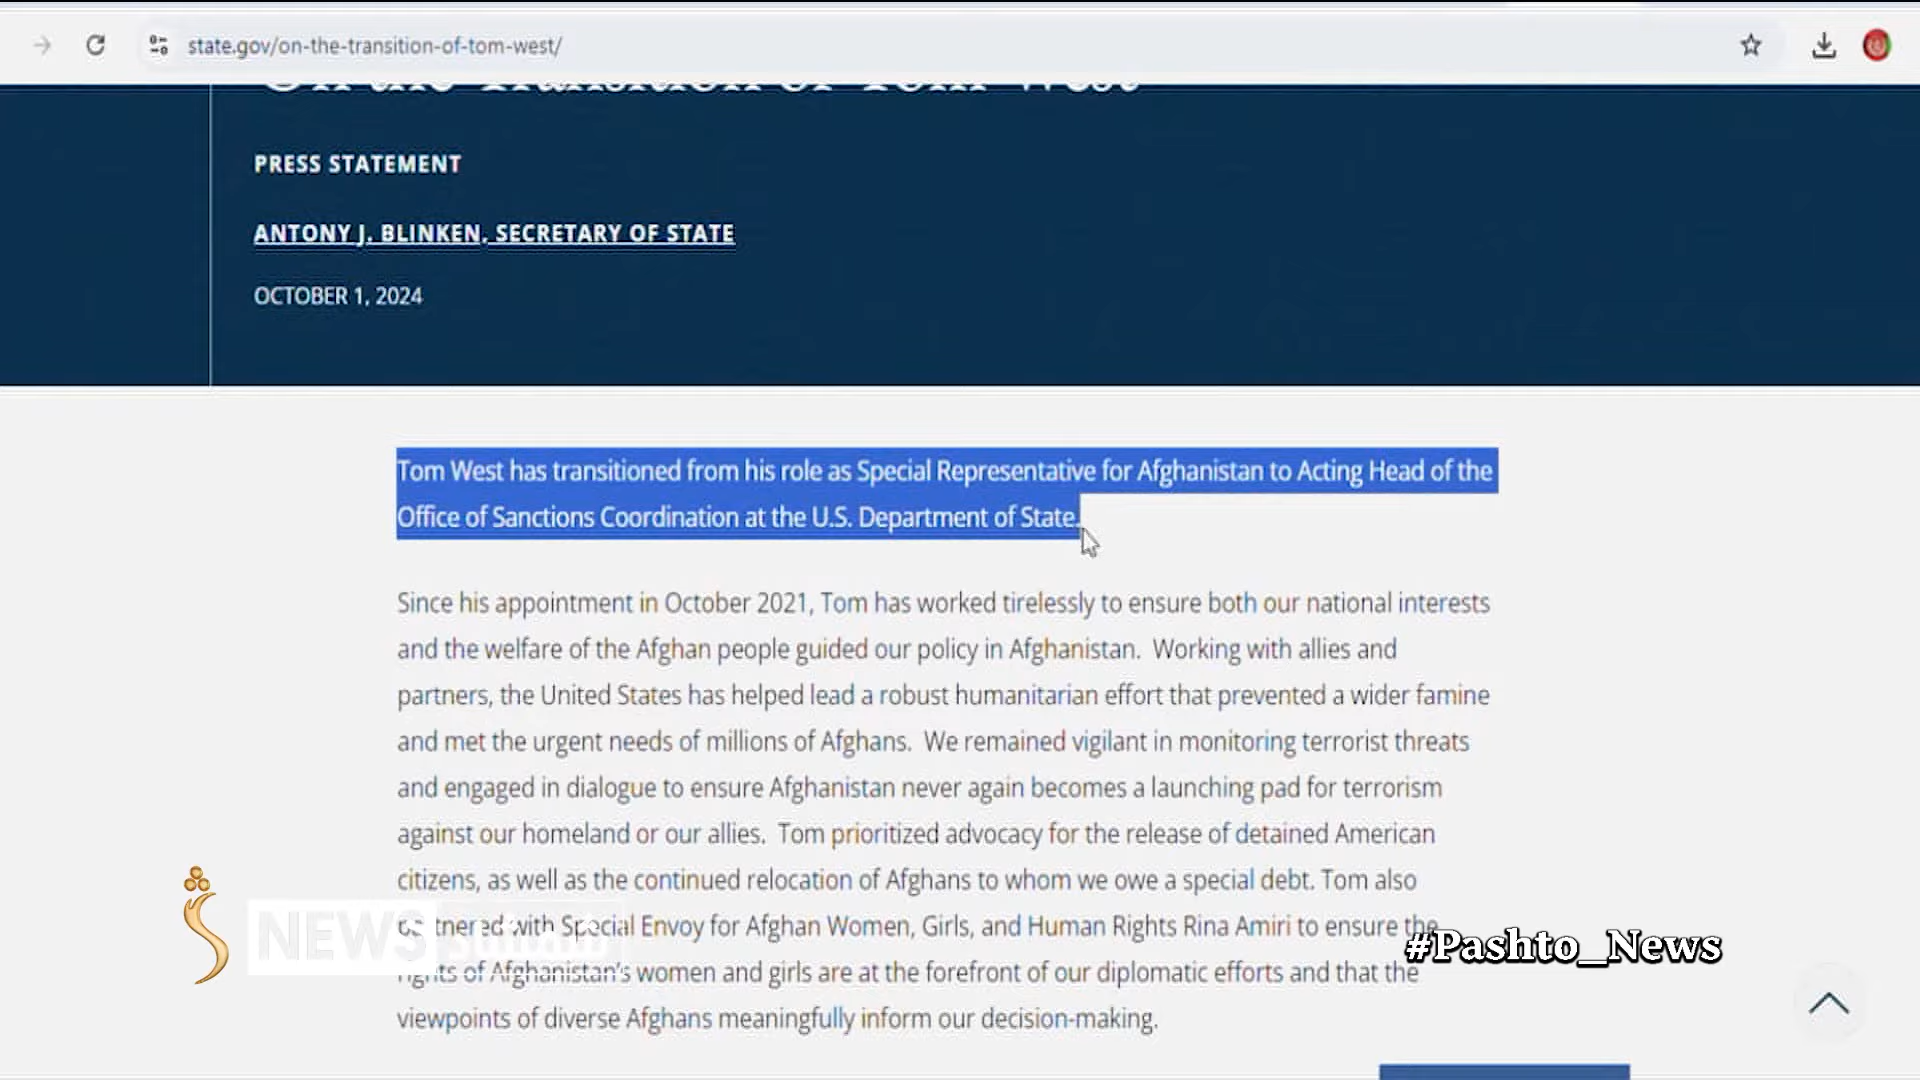 state.gov/on-the-transition-of-tom-west/
On the Transition of Tom West
PRESS STATEMENT
ANTONY J. BLINKEN, SECRETARY OF STATE
OCTOBER 1, 2024
Tom West has transitioned from his role as Special Representative for Afghanistan to Acting Head of the
Office of Sanctions Coordination at the U.S. Department of State.
Since his appointment in October 2021, Tom has worked tirelessly to ensure both our national interests
and the welfare of the Afghan people guided our policy in Afghanistan. Working with allies and
partners, the United States has helped lead a robust humanitarian effort that prevented a wider famine
and met the urgent needs of millions of Afghans. We remained vigilant in monitoring terrorist threats
and engaged in dialogue to ensure Afghanistan never again becomes a launching pad for terrorism
against our homeland or our allies. Tom prioritized advocacy for the release of detained American
citizens, as well as the continued relocation of Afghans to whom we owe a special debt. Tom also
partnered with Special Envoy for Afghan Women, Girls, and Human Rights Rina Amiri to ensure the
rights of Afghanistan's women and girls are at the forefront of our diplomatic efforts and that the
viewpoints of diverse Afghans meaningfully inform our decision-making.
NEWS
#Pashto_News